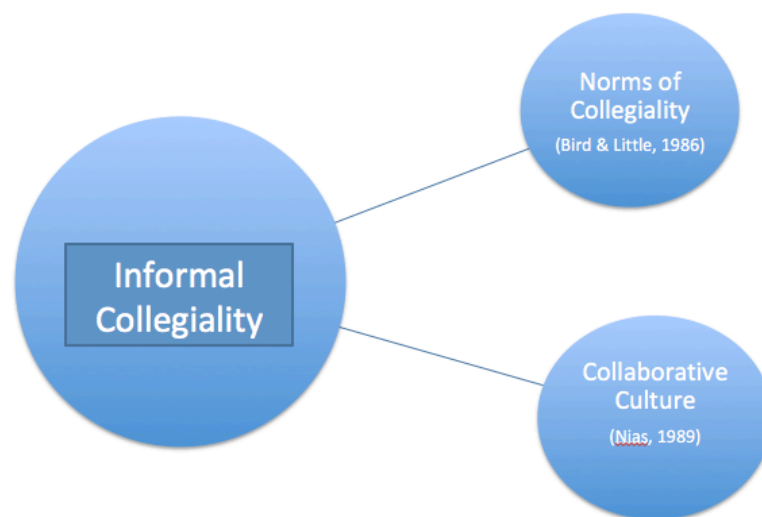 Norms of
Collegiality
(Bird & Little, 1986)
Informal
Collegiality
Collaborative
Culture
(Nias, 1989)